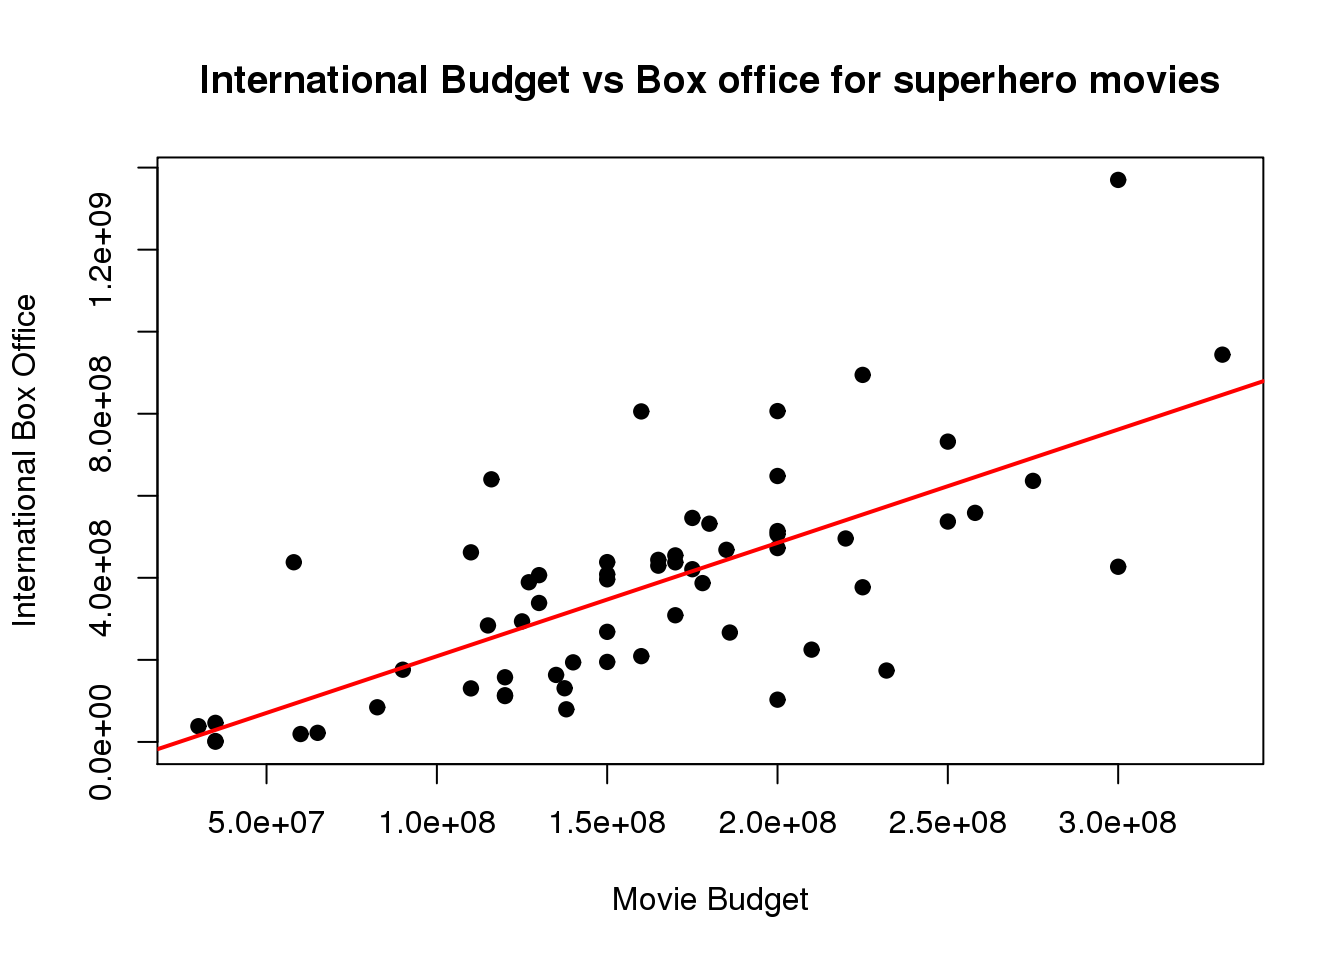 International Budget vs Box office for superhero movies
International Box Office
1.2e+09
8.0e+08
4.0e+08
0.0e+00
5.0e+07 1.0e+08 1.5e+08 2.0e+08 2.5e+08 3.0e+08
Movie Budget